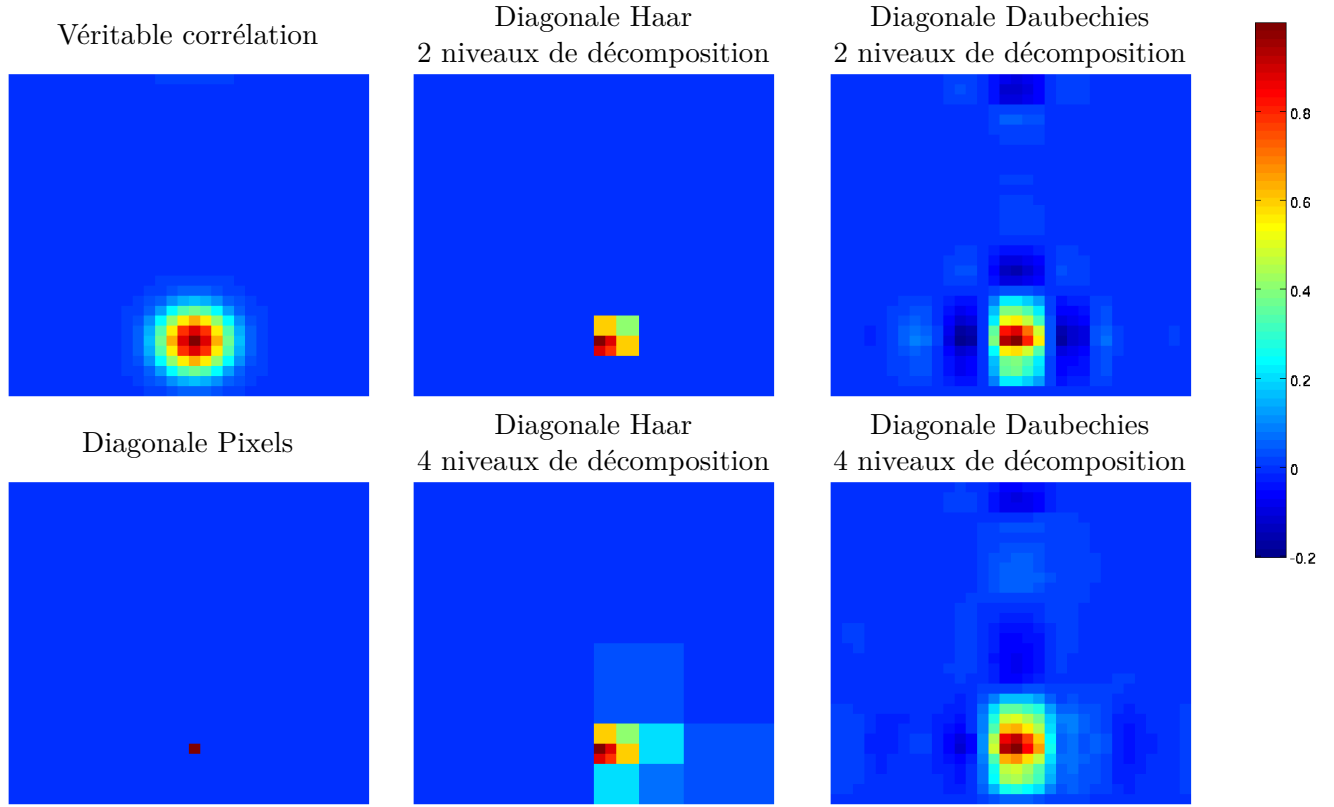 Véritable corrélation
Diagonale Haar
2 niveaux de décomposition
Diagonale Daubechies
2 niveaux de décomposition
Diagonale Pixels
Diagonale Haar
4 niveaux de décomposition
Diagonale Daubechies
4 niveaux de décomposition
0.8
0.6
0.4
0.2
0
-0.2